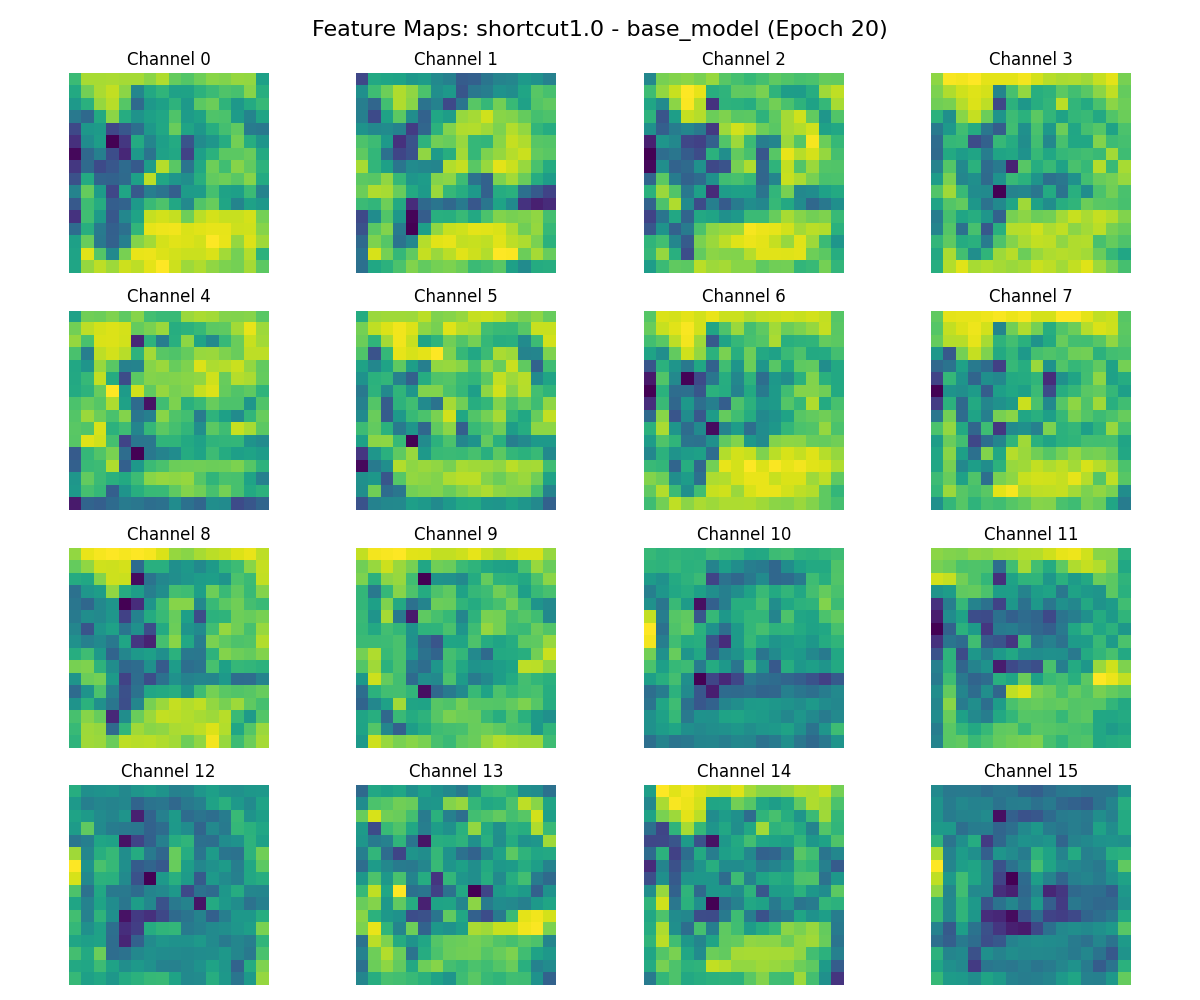 Feature Maps: shortcut1.0 - base_model (Epoch 20)
Channel 0
Channel 1
Channel 2
Channel 3
Channel 4
Channel 5
Channel 6
Channel 7
Channel 8
Channel 9
Channel 10
Channel 11
Channel 12
Channel 13
Channel 14
Channel 15